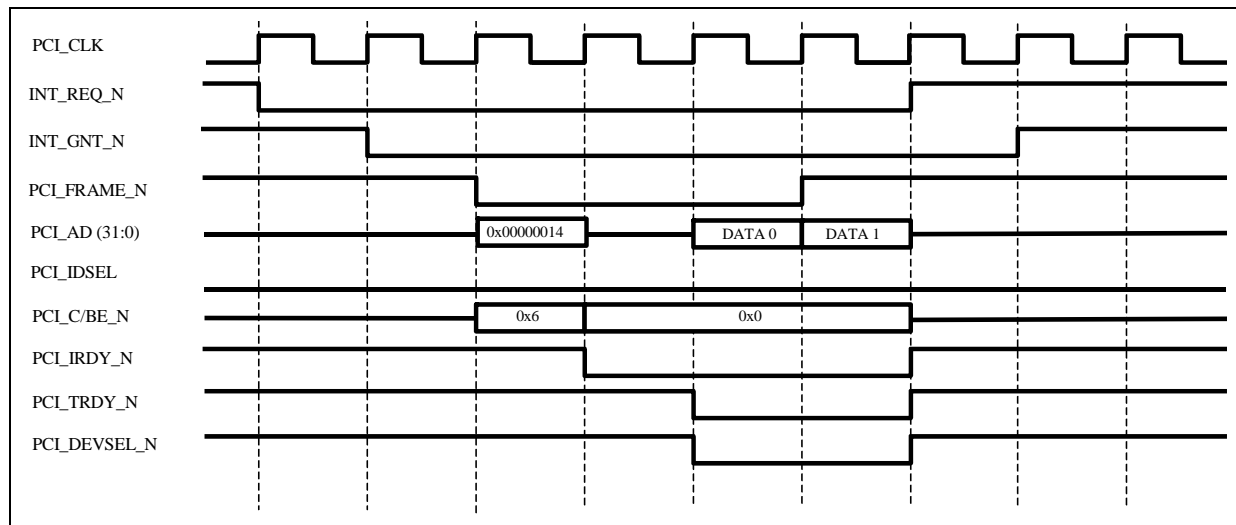 PCI_CLK
INT_REQ_N
INT_GNT_N
PCI_FRAME_N
PCI_AD (31:0) 0x00000014 DATA 0 DATA 1
PCI_IDSEL
PCI_C/BE_N 0x6 0x0
PCI_IRDY_N
PCI_TRDY_N
PCI_DEVSEL_N